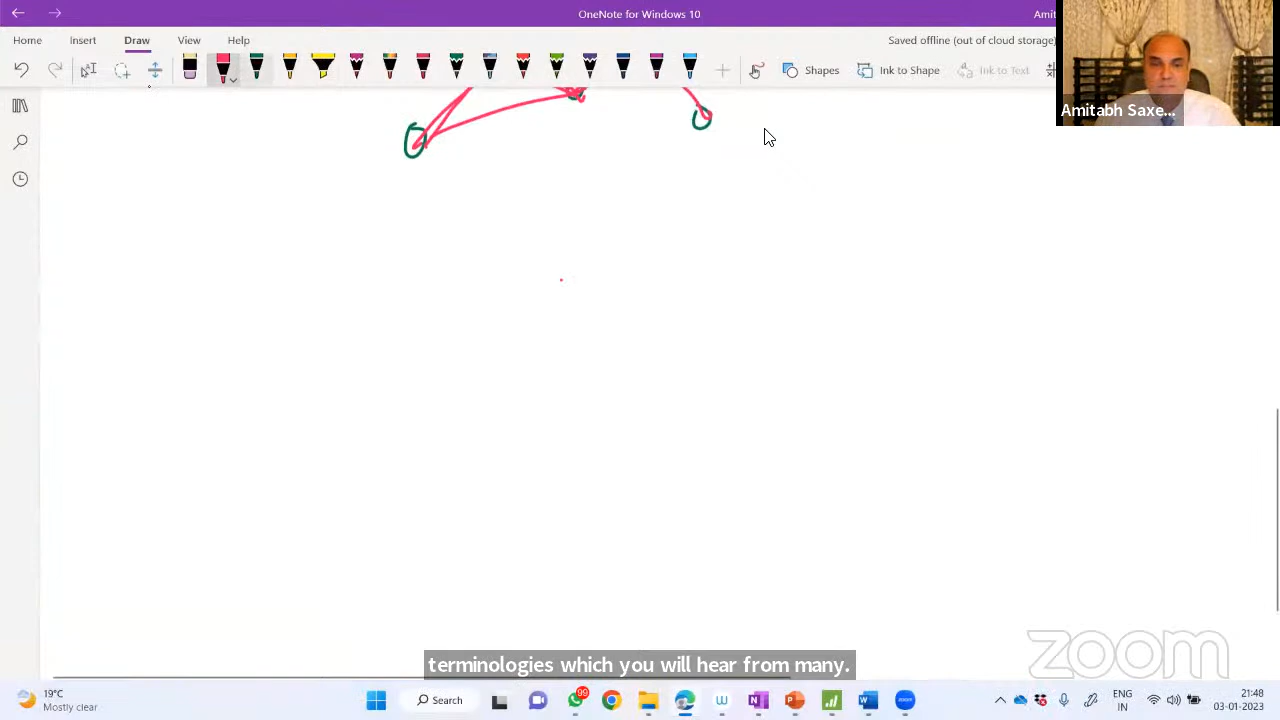 OneNote for Windows 10
Amit
Home Insert Draw View Help
Saved offline (out of cloud storage)
Shapes Ink to Shape Ink to Text
Amitabh Saxe...
terminologies which you will hear from many.
zoom
19°C
Mostly clear
Search
99
ENG
IN
21:48
03-01-2023